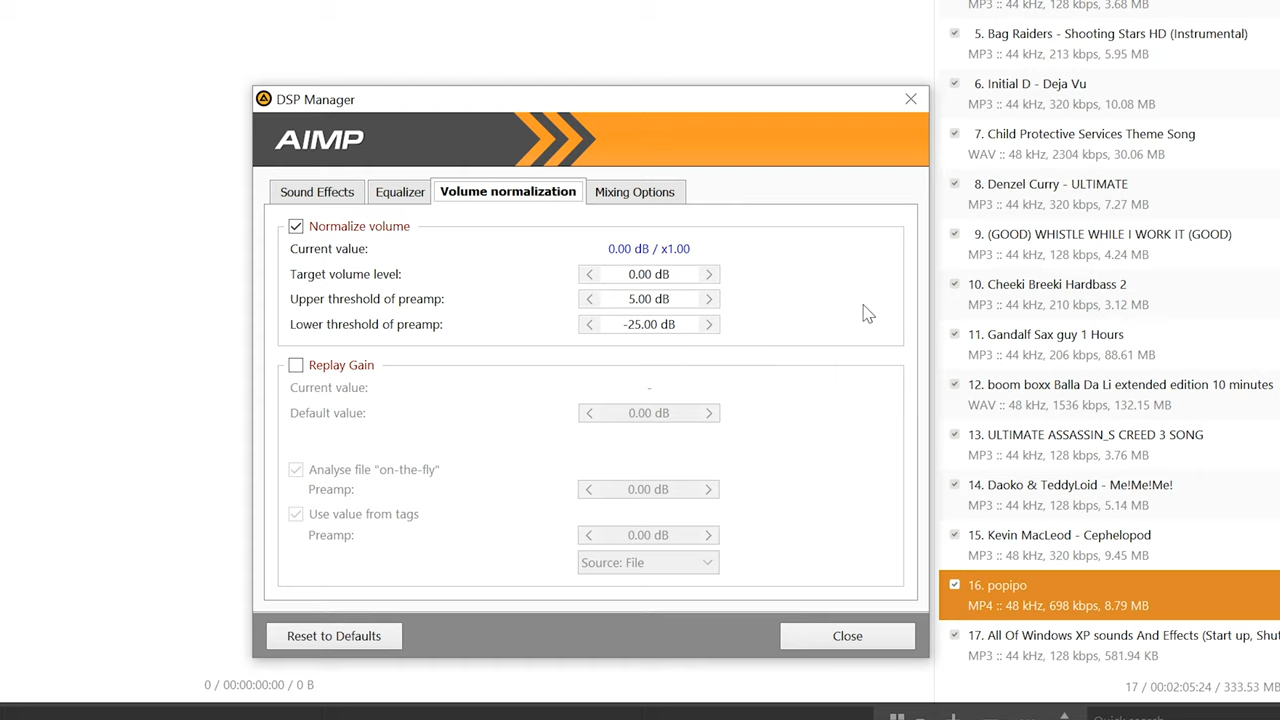 DSP Manager
AIMP
Sound Effects
Equalizer
Volume normalization
Mixing Options
Normalize volume
Current value:
0.00 dB / x1.00
Target volume level:
0.00 dB
Upper threshold of preamp:
5.00 dB
Lower threshold of preamp:
-25.00 dB
Replay Gain
Current value:
-
Default value:
0.00 dB
Analyse file "on-the-fly"
Preamp:
0.00 dB
Use value from tags
Preamp:
0.00 dB
Source: File
Reset to Defaults
Close
0 / 00:00:00:00 / 0 B
MP3 :: 44 kHz, 128 kbps, 3.68 MB
5. Bag Raiders - Shooting Stars HD (Instrumental)
MP3 :: 44 kHz, 213 kbps, 5.95 MB
6. Initial D - Deja Vu
MP3 :: 44 kHz, 320 kbps, 10.08 MB
7. Child Protective Services Theme Song
WAV :: 48 kHz, 2304 kbps, 30.06 MB
8. Denzel Curry - ULTIMATE
MP3 :: 44 kHz, 320 kbps, 7.27 MB
9. (GOOD) WHISTLE WHILE I WORK IT (GOOD)
MP3 :: 44 kHz, 128 kbps, 4.24 MB
10. Cheeki Breeki Hardbass 2
MP3 :: 44 kHz, 210 kbps, 3.12 MB
11. Gandalf Sax guy 1 Hours
MP3 :: 44 kHz, 206 kbps, 88.61 MB
12. boom boxx Balla Da Li extended edition 10 minutes
WAV :: 48 kHz, 1536 kbps, 132.15 MB
13. ULTIMATE ASSASSIN_S CREED 3 SONG
MP3 :: 44 kHz, 128 kbps, 3.76 MB
14. Daoko & TeddyLoid - Me!Me!Me!
MP3 :: 44 kHz, 128 kbps, 5.14 MB
15. Kevin MacLeod - Cephelopod
MP3 :: 48 kHz, 320 kbps, 9.45 MB
16. popipo
MP4 :: 48 kHz, 698 kbps, 8.79 MB
17. All Of Windows XP sounds And Effects (Start up, Shut
MP3 :: 44 kHz, 128 kbps, 581.94 KB
17 / 00:02:05:24 / 333.53 MB
Quick search